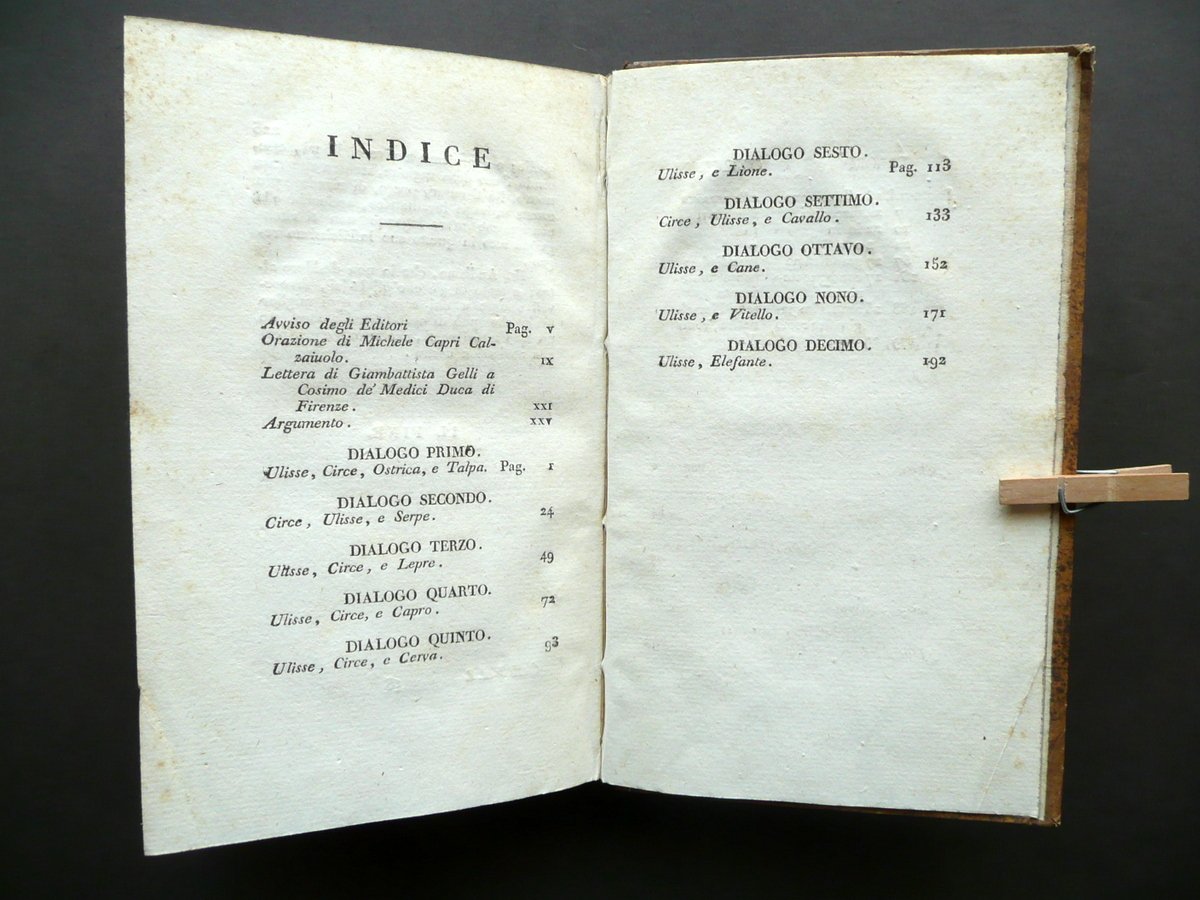 INDICE
Avviso degli Editori Pag. v
Orazione di Michele Capri Cal-
zaiuolo. ix
Lettera di Giambattista Gelli a
Cosimo de' Medici Duca di
Firenze. xxi
Argumento. xxv
DIALOGO PRIMO.
Ulisse, Circe, Ostrica, e Talpa. Pag. 1
DIALOGO SECONDO.
Circe, Ulisse, e Serpe. 24
DIALOGO TERZO.
Ulisse, Circe, e Lepre. 49
DIALOGO QUARTO.
Ulisse, Circe, e Capro. 72
DIALOGO QUINTO.
Ulisse, Circe, e Cerva. 93
DIALOGO SESTO.
Ulisse, e Lione. Pag. 113
DIALOGO SETTIMO.
Circe, Ulisse, e Cavallo. 133
DIALOGO OTTAVO.
Ulisse, e Cane. 152
DIALOGO NONO.
Ulisse, e Vitello. 171
DIALOGO DECIMO.
Ulisse, Elefante. 192